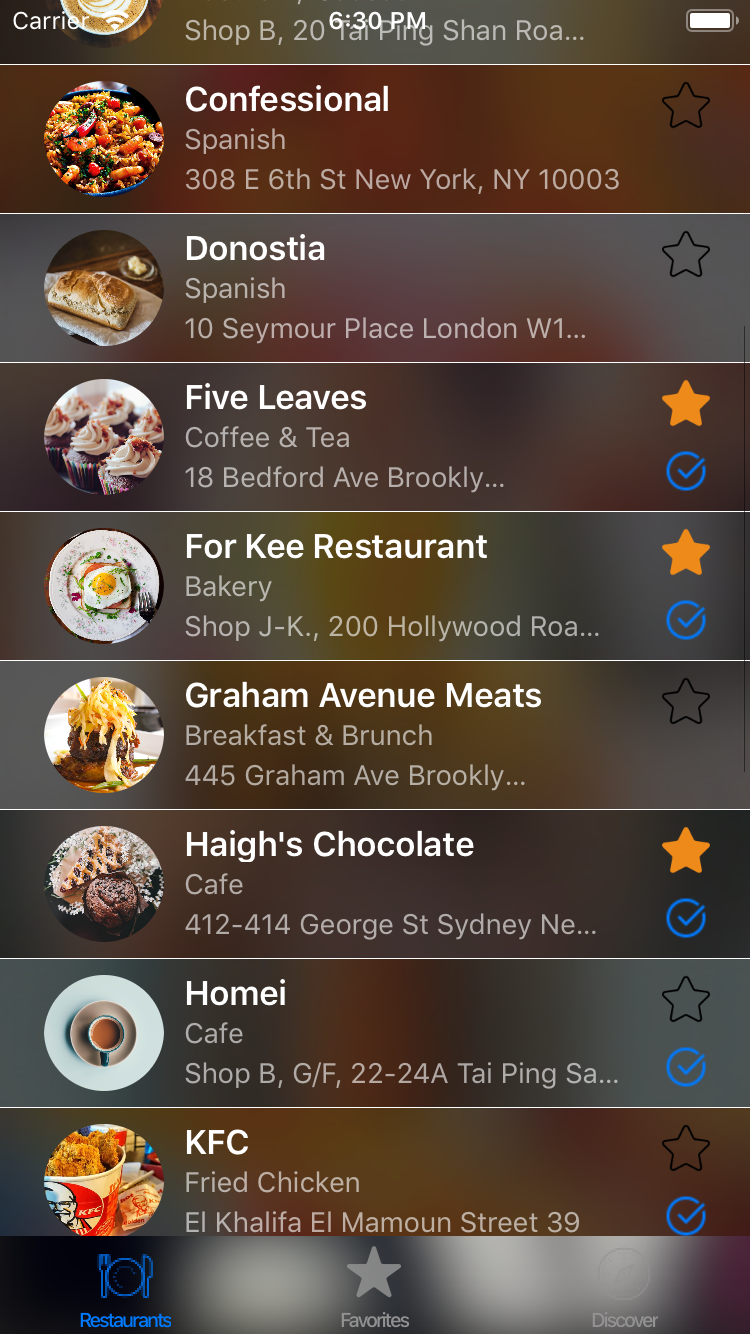 Carrier 6:30 PM
Shop B, 20 Tai Ping Shan Roa...
Confessional
Spanish
308 E 6th St New York, NY 10003
Donostia
Spanish
10 Seymour Place London W1...
Five Leaves
Coffee & Tea
18 Bedford Ave Brookly...
For Kee Restaurant
Bakery
Shop J-K., 200 Hollywood Roa...
Graham Avenue Meats
Breakfast & Brunch
445 Graham Ave Brookly...
Haigh's Chocolate
Cafe
412-414 George St Sydney Ne...
Homei
Cafe
Shop B, G/F, 22-24A Tai Ping Sa...
KFC
Fried Chicken
El Khalifa El Mamoun Street 39
KFC
Restaurants
Favorites
Discover